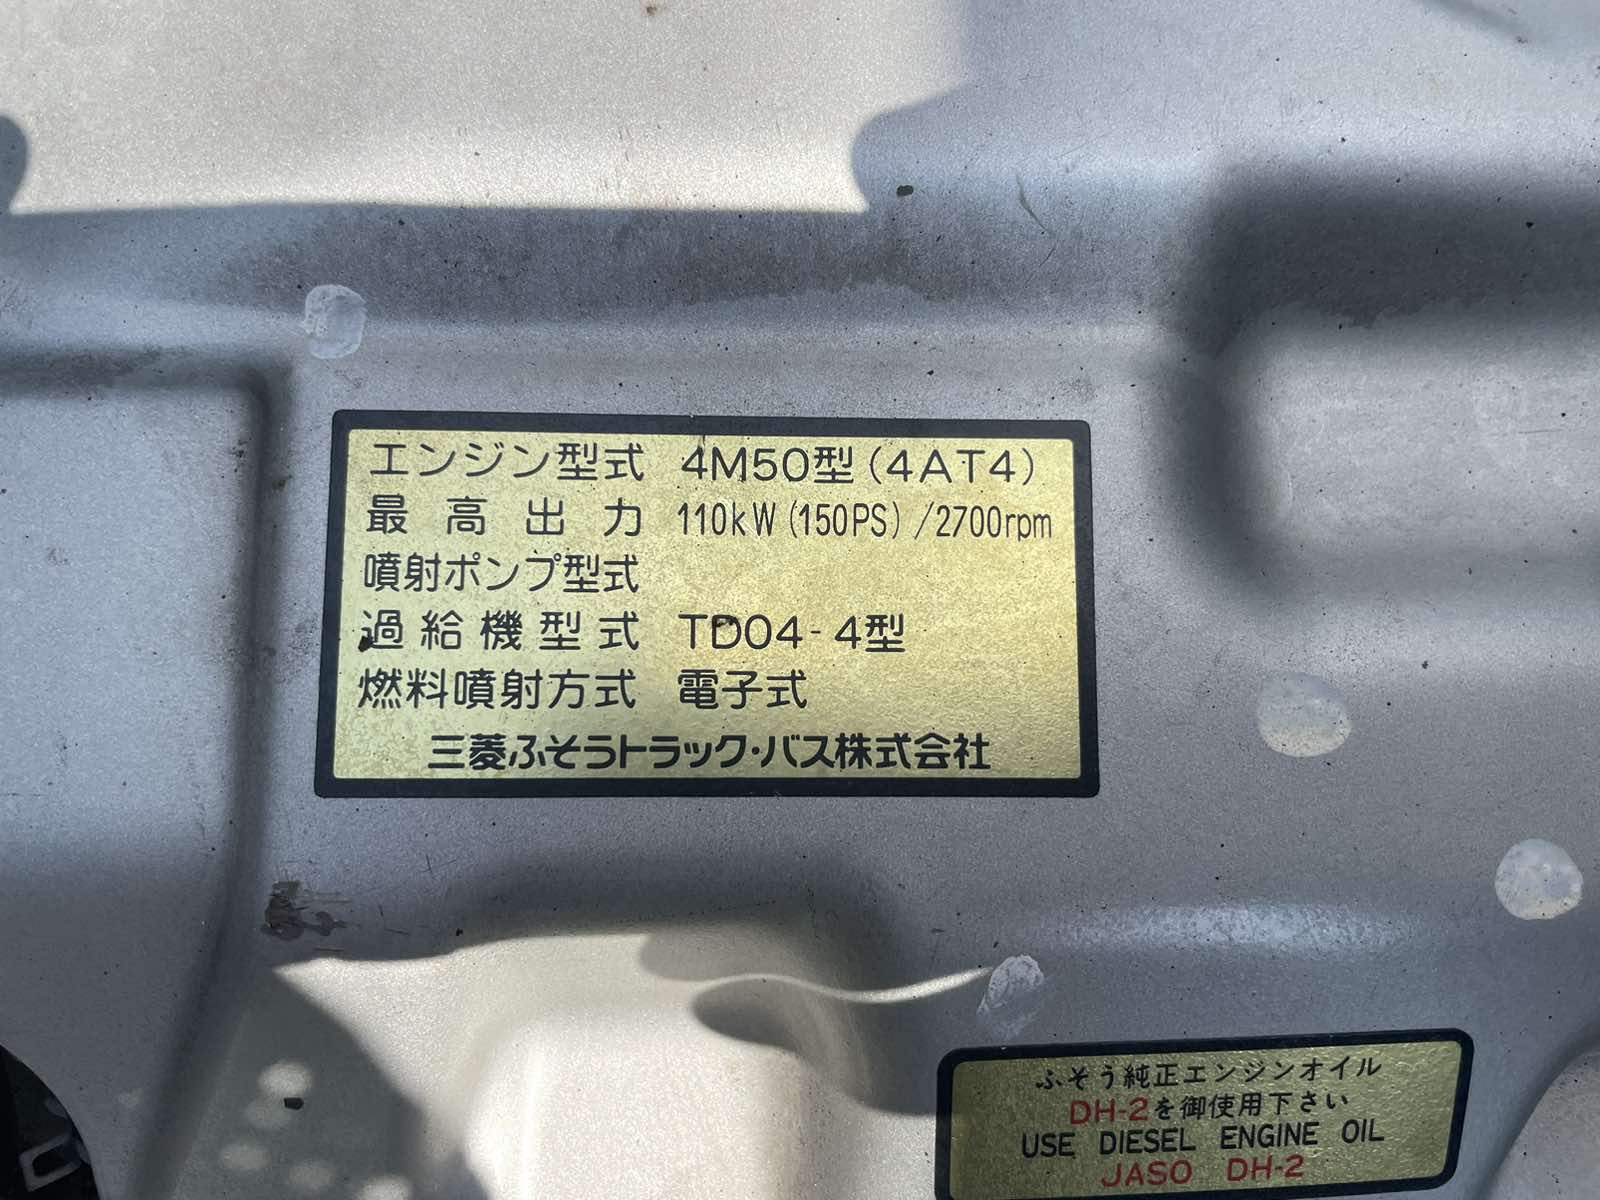 エンジン型式 4M50型(4AT4)
最高出力 110kW(150PS)/2700rpm
噴射ポンプ型式
過給機型式 TD04-4型
燃料噴射方式 電子式
三菱ふそうトラック・バス株式会社
ふそう純正エンジンオイル
DH-2を御使用下さい
USE DIESEL ENGINE OIL
JASO DH-2